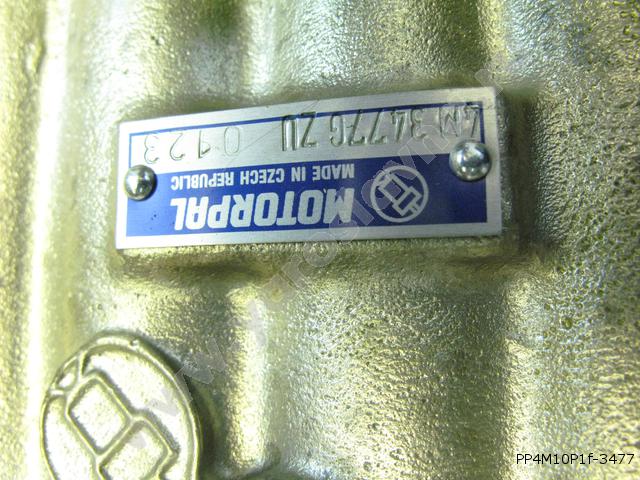 MOTORPAL
MADE IN CZECH REPUBLIC
4M 3477G ZU 0123
PP4M10P1f-3477